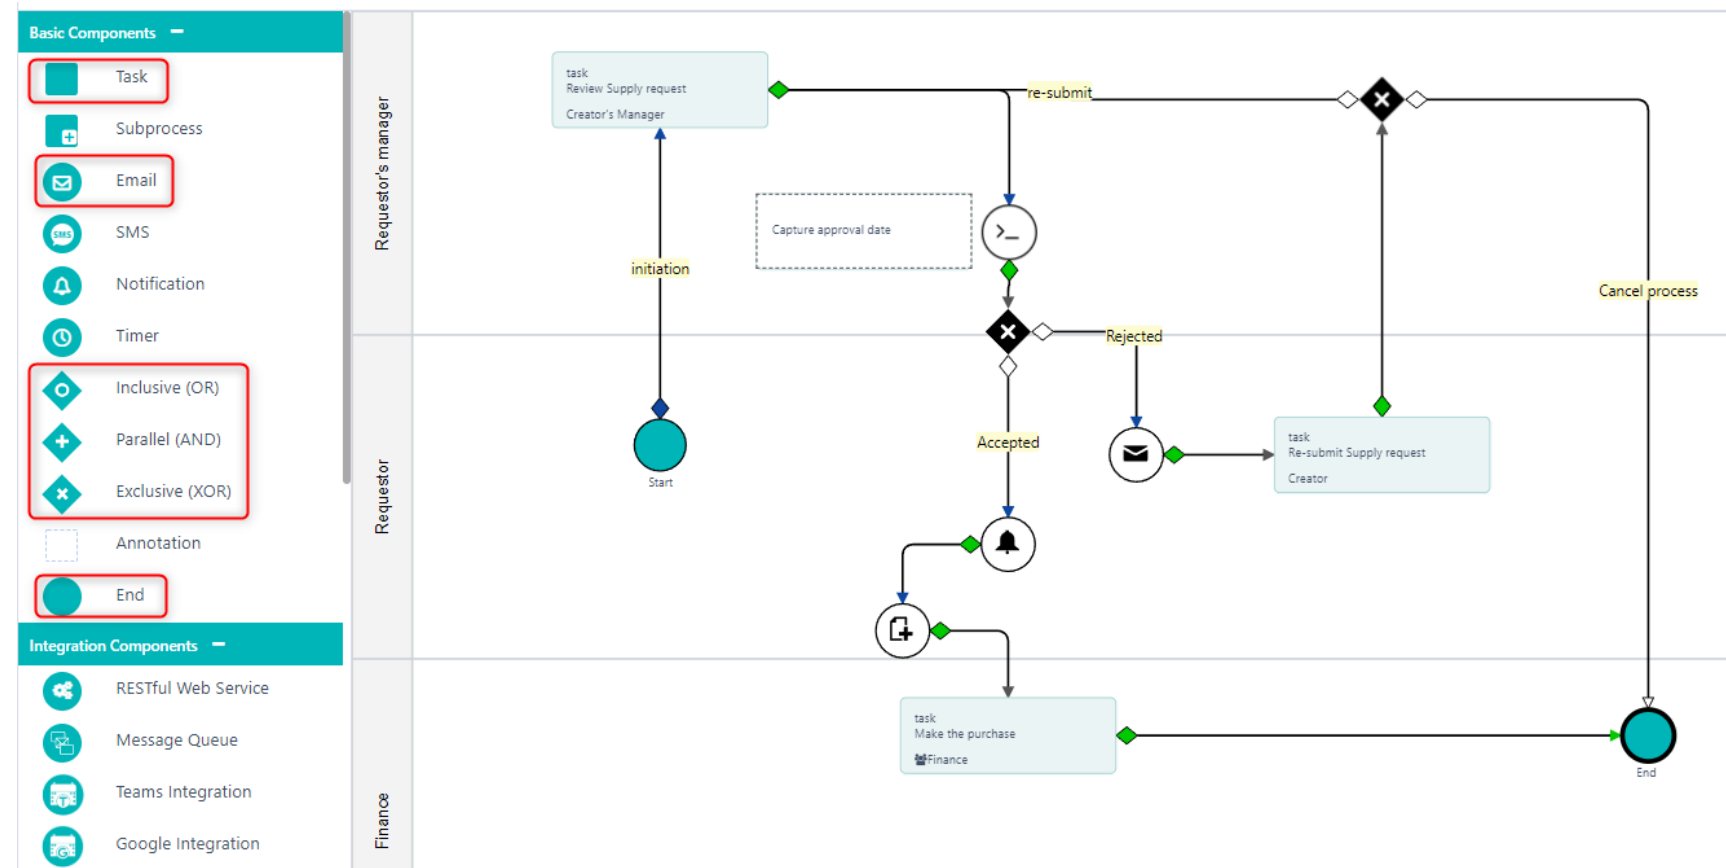 Basic Components
Task
Subprocess
Email
SMS
SMS
Notification
Timer
Inclusive (OR)
Parallel (AND)
Exclusive (XOR)
Annotation
End
Integration Components
RESTful Web Service
Message Queue
T
Teams Integration
G
Google Integration
Requestor's manager
task
Review Supply request
Creator's Manager
re-submit
Capture approval date
initiation
Cancel process
Rejected
Requestor
Start
Accepted
task
Re-submit Supply request
Creator
Finance
task
Make the purchase
Finance
End